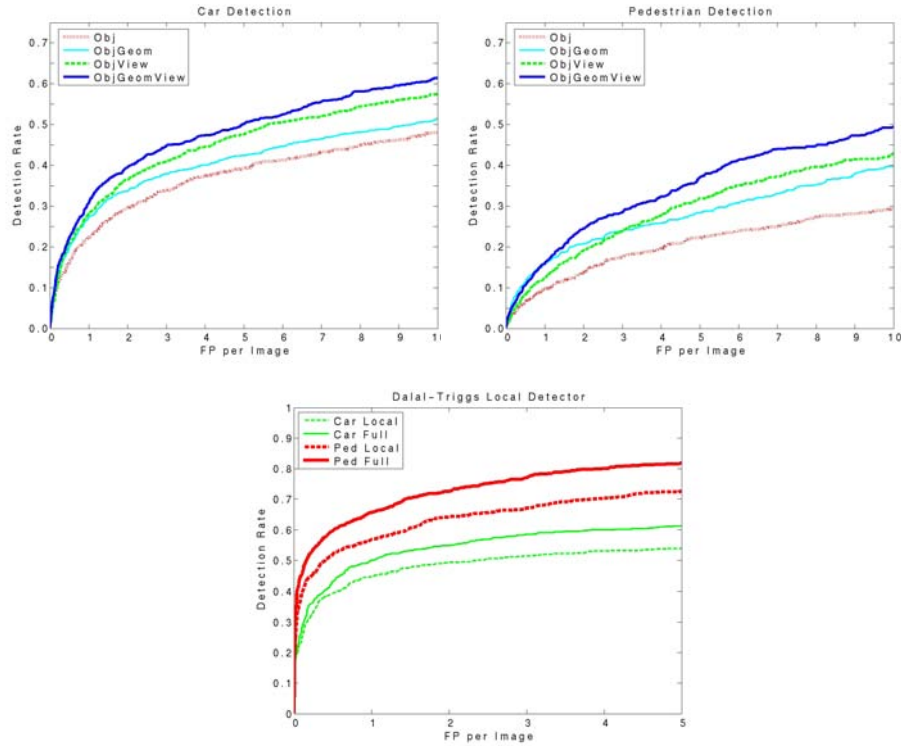 Car Detection
0.7
0.6
0.5
0.4
0.3
0.2
0.1
0.0
Detection Rate
Obj
ObjGeom
ObjView
ObjGeomView
0 1 2 3 4 5 6 7 8 9 10
FP per Image
Pedestrian Detection
0.7
0.6
0.5
0.4
0.3
0.2
0.1
0.0
Detection Rate
Obj
ObjGeom
ObjView
ObjGeomView
0 1 2 3 4 5 6 7 8 9 10
FP per Image
Dalal-Triggs Local Detector
1
0.9
0.8
0.7
0.6
0.5
0.4
0.3
0.2
0.1
0
Detection Rate
Car Local
Car Full
Ped Local
Ped Full
0 1 2 3 4 5
FP per Image